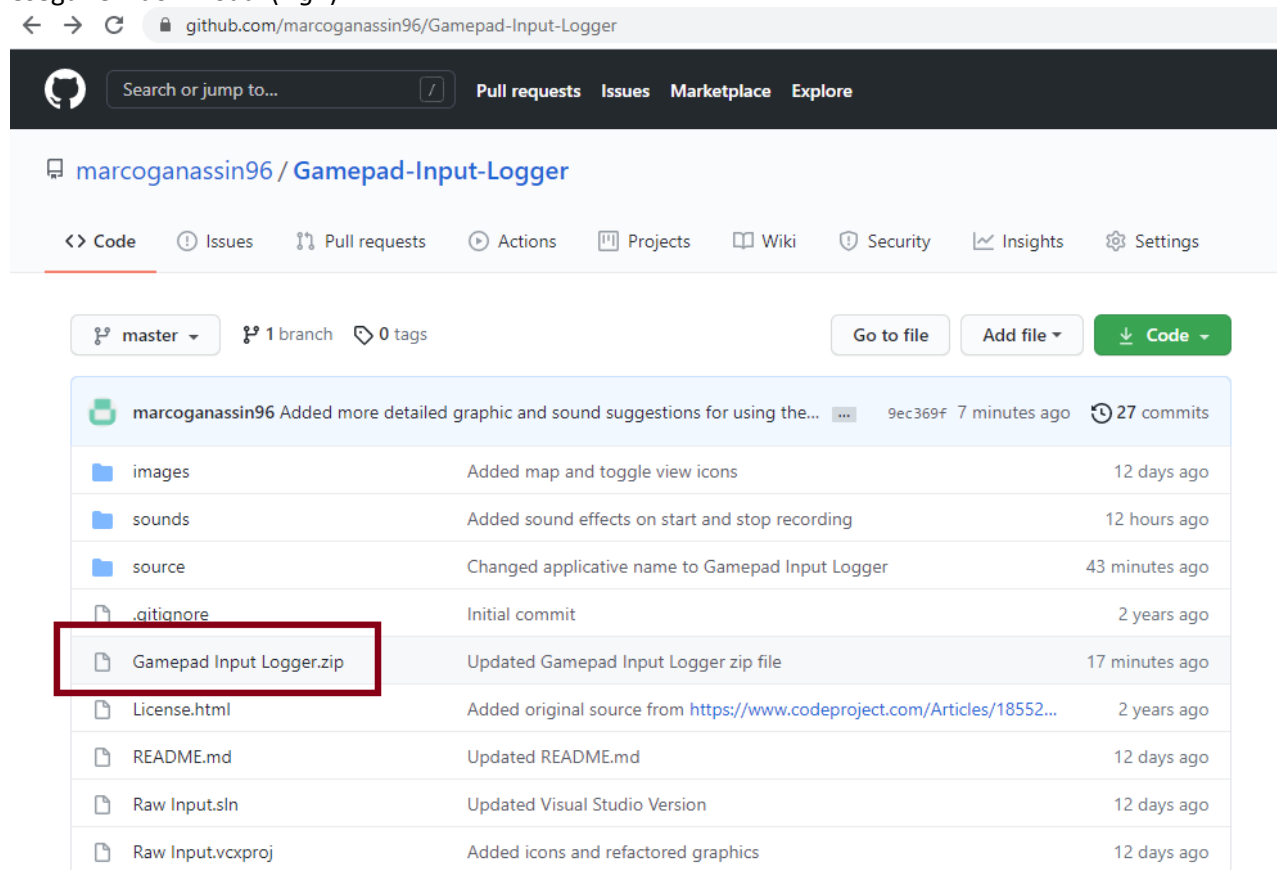 github.com/marcoganassin96/Gamepad-Input-Logger
Search or jump to... / Pull requests Issues Marketplace Explore
marcoganassin96 / Gamepad-Input-Logger
<> Code Issues Pull requests Actions Projects Wiki Security Insights Settings
master 1 branch 0 tags Go to file Add file Code
marcoganassin96 Added more detailed graphic and sound suggestions for using the... ... 9ec369f 7 minutes ago 27 commits
images Added map and toggle view icons 12 days ago
sounds Added sound effects on start and stop recording 12 hours ago
source Changed applicative name to Gamepad Input Logger 43 minutes ago
.gitignore Initial commit 2 years ago
Gamepad Input Logger.zip Updated Gamepad Input Logger zip file 17 minutes ago
License.html Added original source from https://www.codeproject.com/Articles/18552... 2 years ago
README.md Updated README.md 12 days ago
Raw Input.sln Updated Visual Studio Version 12 days ago
Raw Input.vcxproj Added icons and refactored graphics 12 days ago